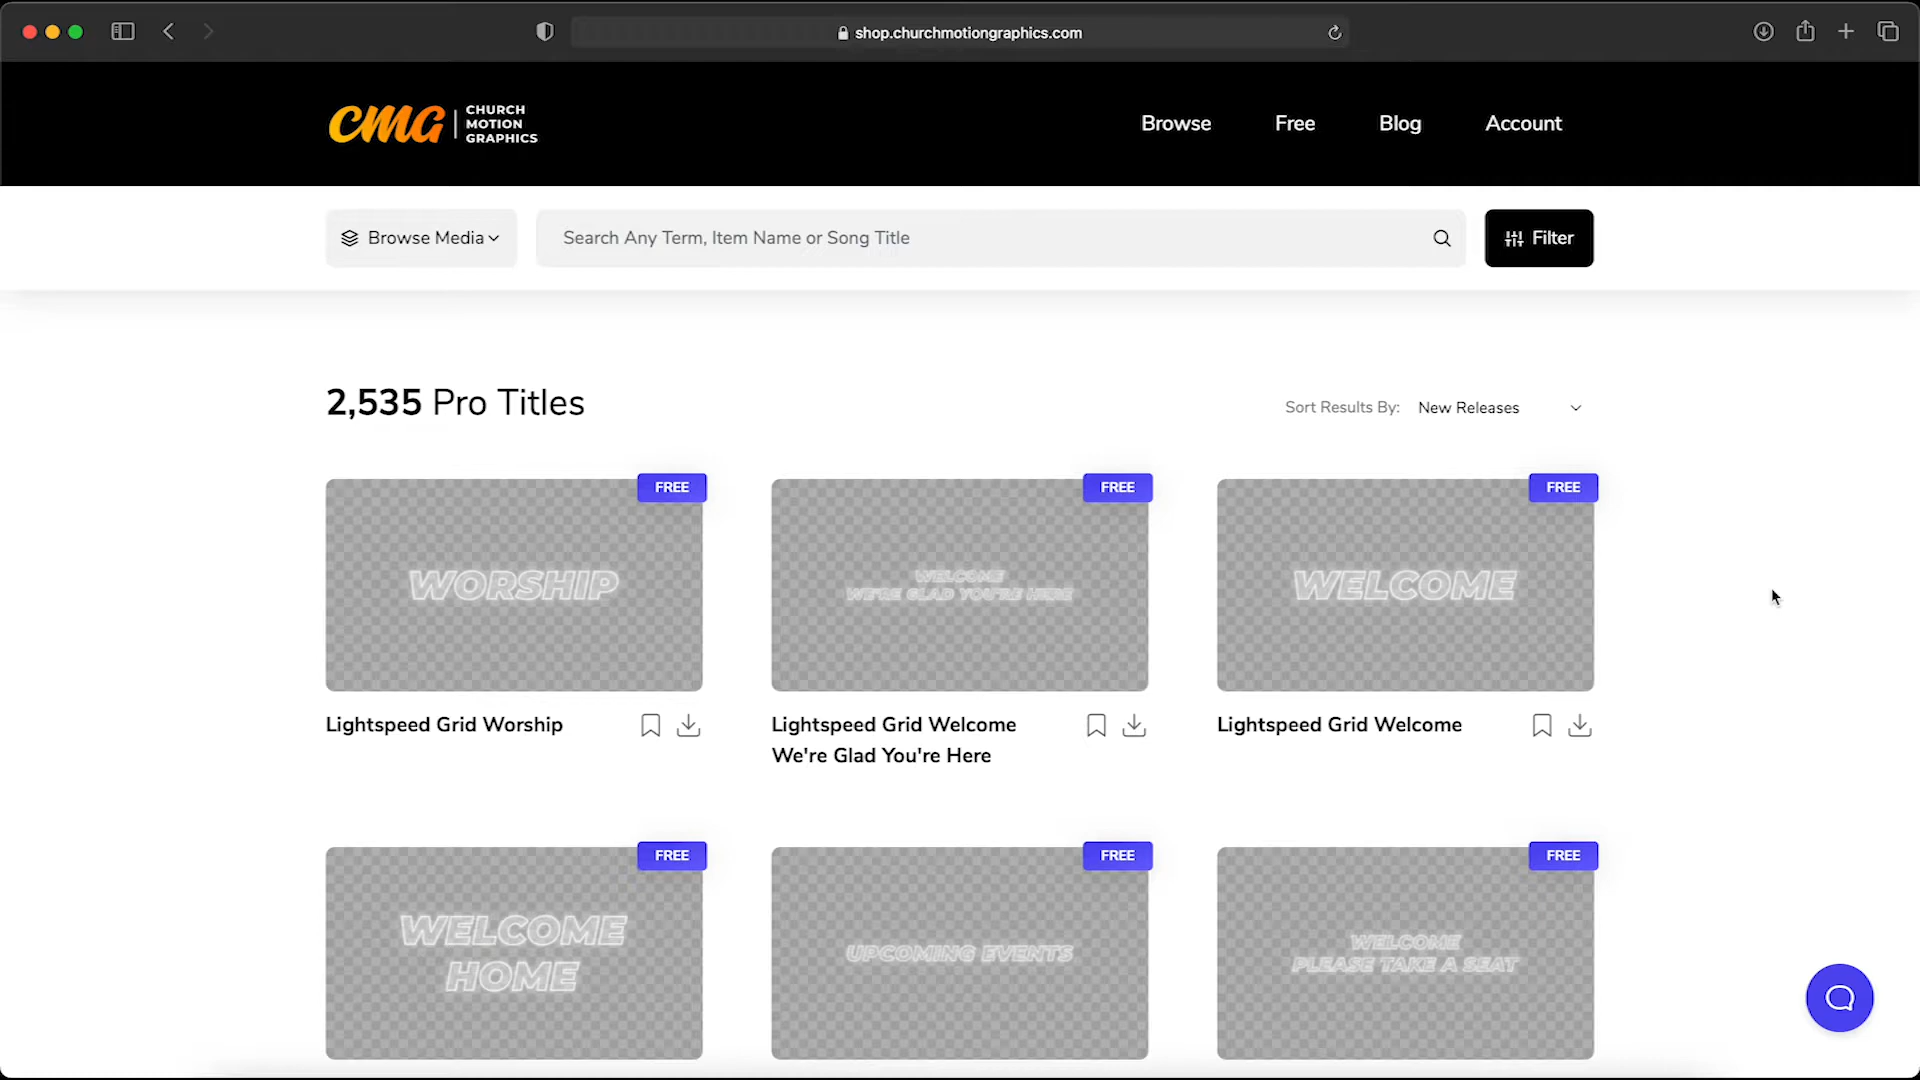 shop.churchmotiongraphics.com
CMG
CHURCH
MOTION
GRAPHICS
Browse
Free
Blog
Account
Browse Media
Search Any Term, Item Name or Song Title
Filter
2,535 Pro Titles
Sort Results By:
New Releases
FREE
FREE
FREE
WORSHIP
WELCOME
WE'RE GLAD YOU'RE HERE
WELCOME
Lightspeed Grid Worship
Lightspeed Grid Welcome
We're Glad You're Here
Lightspeed Grid Welcome
FREE
FREE
FREE
WELCOME
HOME
UPCOMING EVENTS
WELCOME
PLEASE TAKE A SEAT